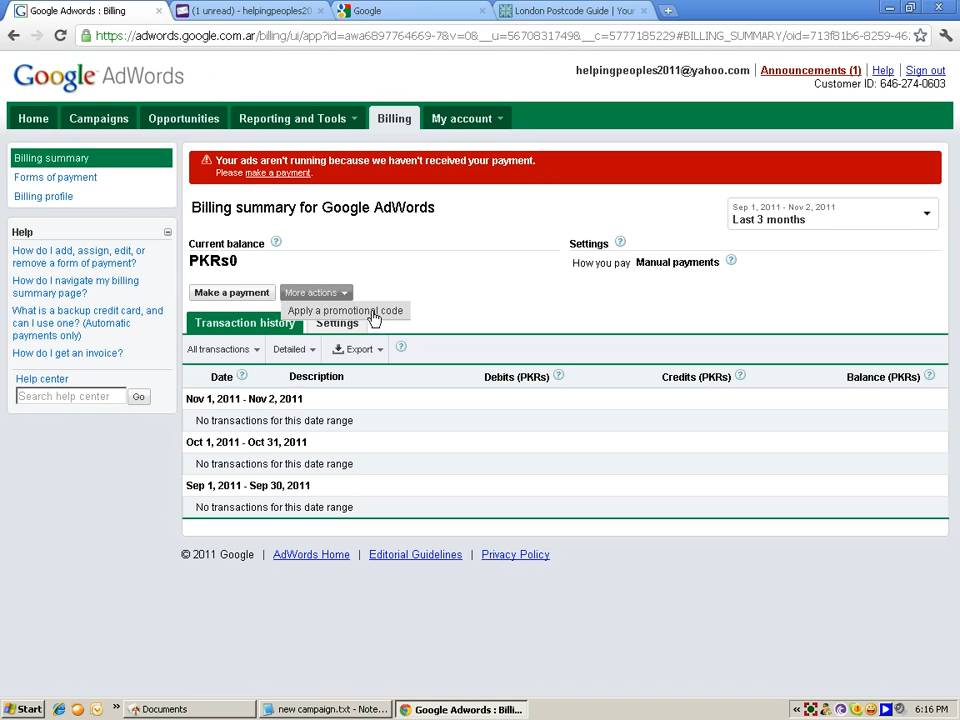 Google Adwords : Billing
(1 unread) - helpingpeoples20
Google
London Postcode Guide | Your
https://adwords.google.com.ar/billing/ui/app?id=awa6897764669-7&v=0&__u=5670831749&__c=5777185229#BILLING_SUMMARY/oid=713f81b6-8259-46
Google AdWords
helpingpeoples2011@yahoo.com | Announcements (1) | Help | Sign out
Customer ID: 646-274-0603
Home
Campaigns
Opportunities
Reporting and Tools
Billing
My account
Billing summary
Forms of payment
Billing profile
Help
How do I add, assign, edit, or
remove a form of payment?
How do I navigate my billing
summary page?
What is a backup credit card, and
can I use one? (Automatic
payments only)
How do I get an invoice?
Help center
Search help center
Go
Your ads aren't running because we haven't received your payment.
Please make a payment.
Billing summary for Google AdWords
Sep 1, 2011 - Nov 2, 2011
Last 3 months
Current balance ?
PKRs0
Settings ?
How you pay Manual payments ?
Make a payment
More actions
Apply a promotional code
Transaction history
Settings
All transactions
Detailed
Export
?
Date ? Description Debits (PKRs) ? Credits (PKRs) ? Balance (PKRs) ?
Nov 1, 2011 - Nov 2, 2011
No transactions for this date range
Oct 1, 2011 - Oct 31, 2011
No transactions for this date range
Sep 1, 2011 - Sep 30, 2011
No transactions for this date range
© 2011 Google | AdWords Home | Editorial Guidelines | Privacy Policy
Start
Documents
new campaign.txt - Note...
Google Adwords : Billi...
6:16 PM